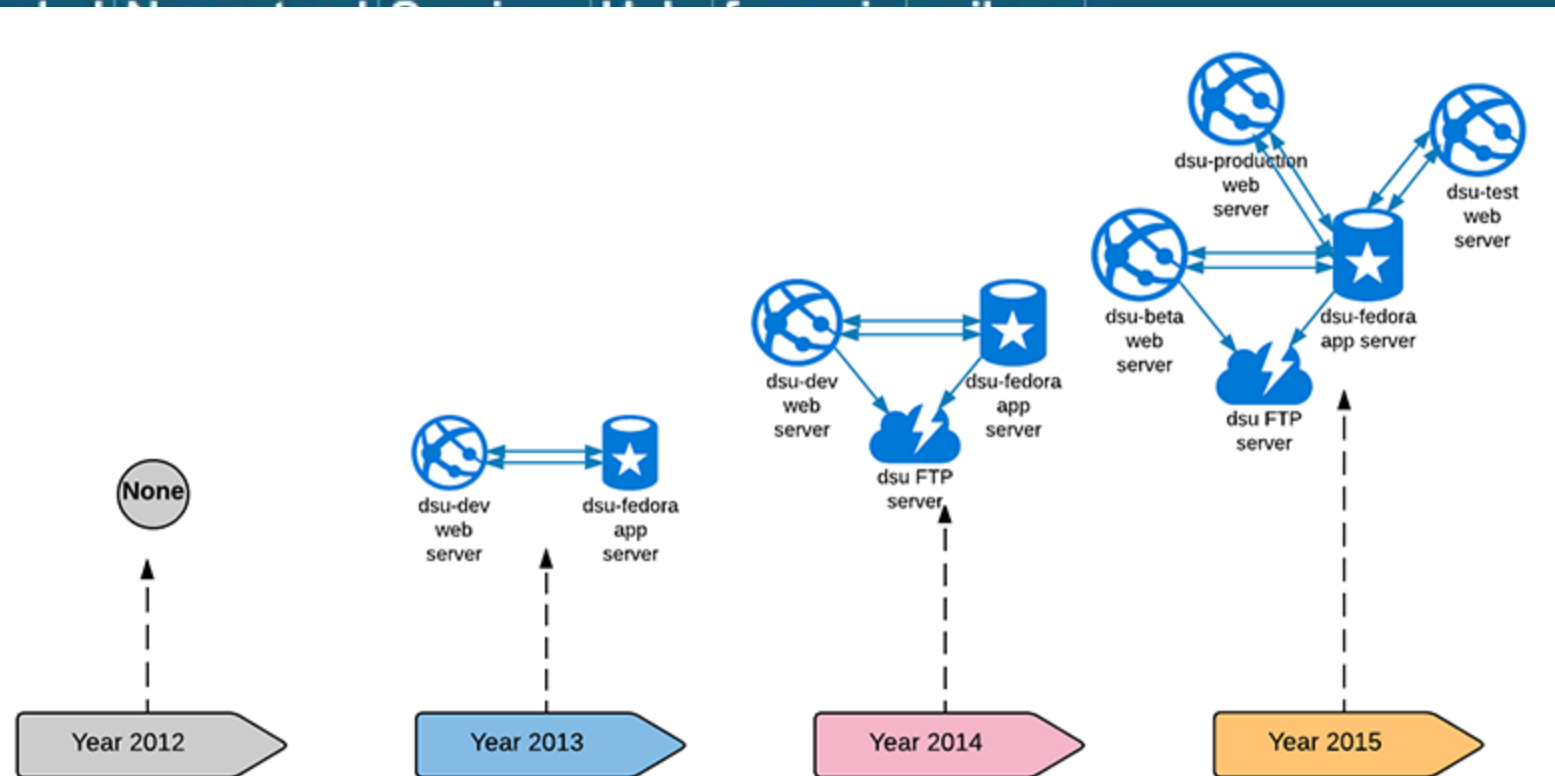 None
dsu-dev
web
server
dsu-fedora
app
server
dsu-dev
web
server
dsu-fedora
app
server
dsu FTP
server
dsu-production
web
server
dsu-test
web
server
dsu-beta
web
server
dsu-fedora
app server
dsu FTP
server
Year 2012
Year 2013
Year 2014
Year 2015